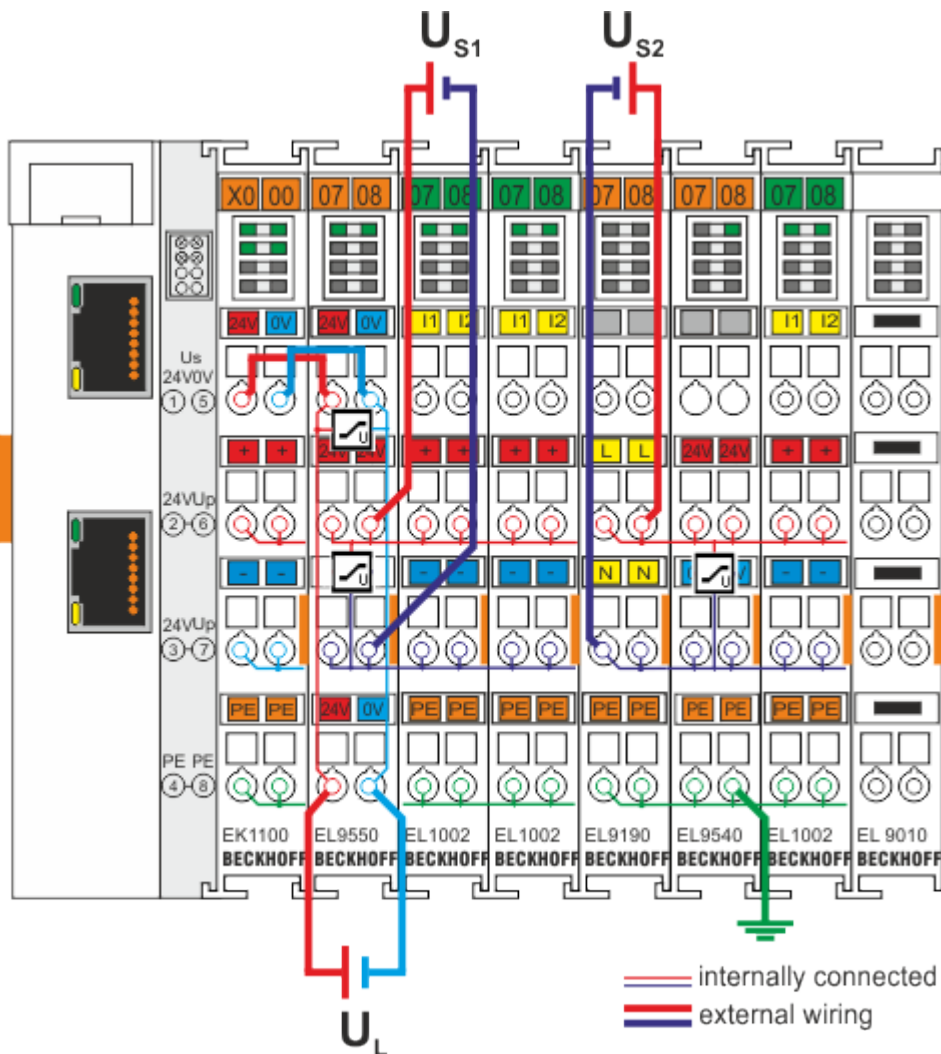 U S1 U S2
X0 00 07 08 07 08 07 08 07 08 07 08 07 08
24V 0V 24V 0V I1 I2 I1 I2 I1 I2
Us
24V0V
1 5
+ + 24V 24V + + + + L L 24V 24V + +
24VUp
2 6
- - - - - - N N - -
24VUp
3 7
PE PE 24V 0V PE PE PE PE PE PE PE PE PE PE
PE PE
4 8
EK1100 EL9550 EL1002 EL1002 EL9190 EL9540 EL1002 EL 9010
BECKHOFF BECKHOFF BECKHOFF BECKHOFF BECKHOFF BECKHOFF BECKHOFF BECKHOFF
internally connected
external wiring
U L